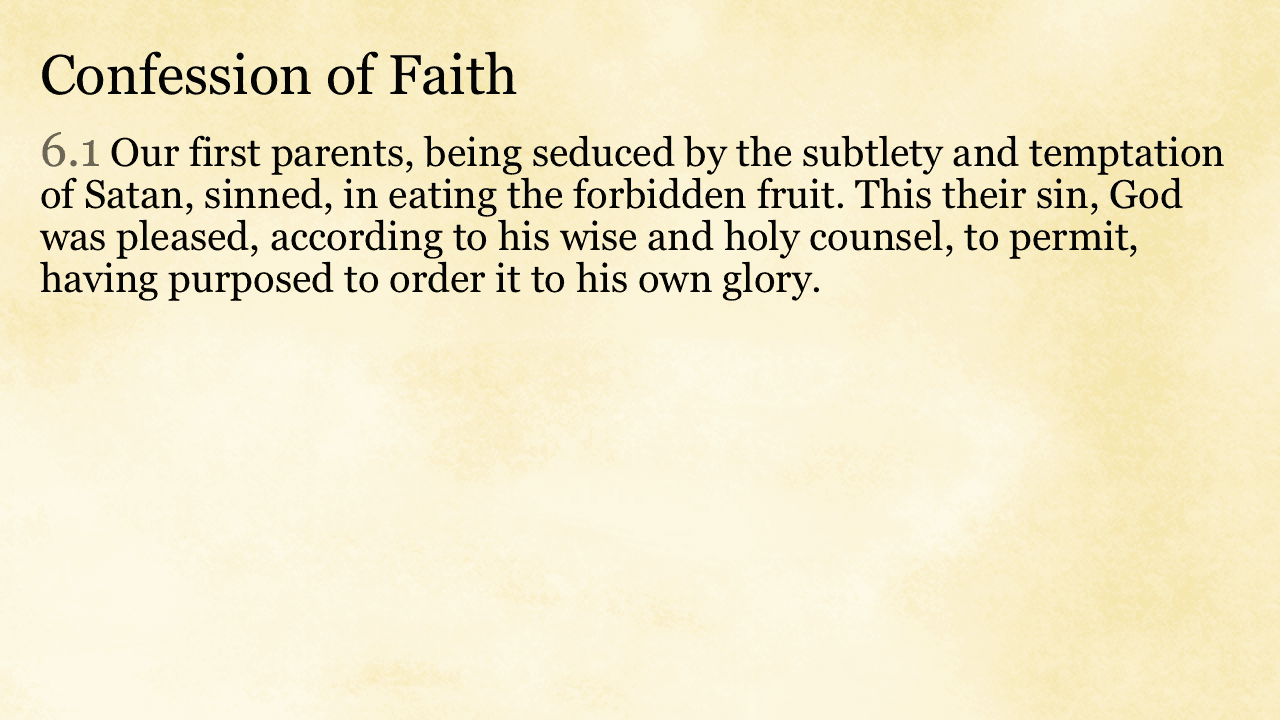 Confession of Faith
6.1 Our first parents, being seduced by the subtlety and temptation
of Satan, sinned, in eating the forbidden fruit. This their sin, God
was pleased, according to his wise and holy counsel, to permit,
having purposed to order it to his own glory.